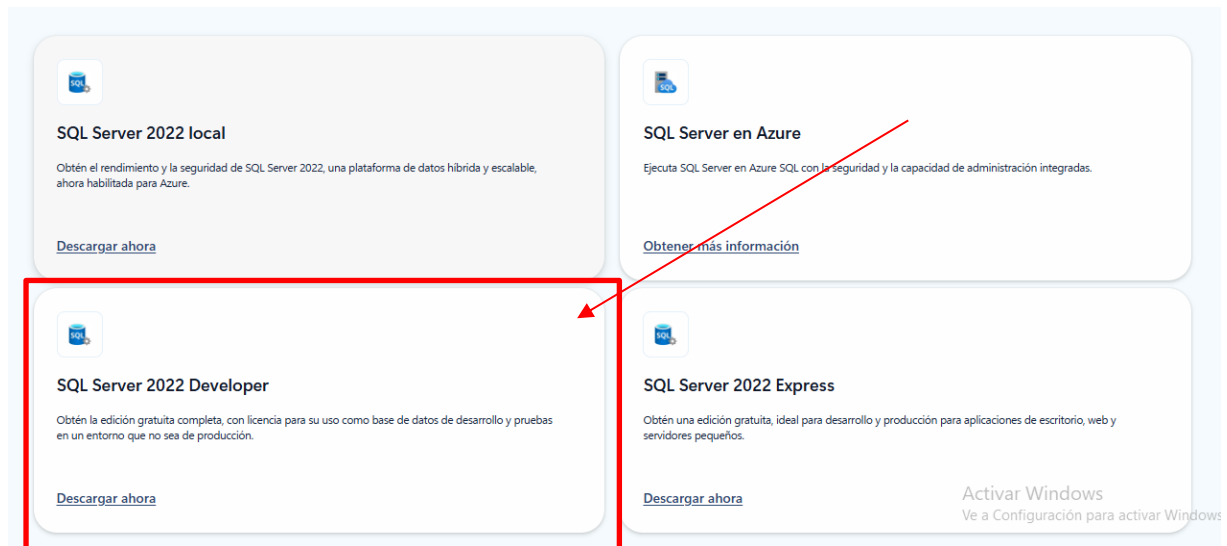 SQL
SQL Server 2022 local
Obtén el rendimiento y la seguridad de SQL Server 2022, una plataforma de datos híbrida y escalable,
ahora habilitada para Azure.
Descargar ahora
SQL
SQL Server en Azure
Ejecuta SQL Server en Azure SQL con la seguridad y la capacidad de administración integradas.
Obtener más información
SQL
SQL Server 2022 Developer
Obtén la edición gratuita completa, con licencia para su uso como base de datos de desarrollo y pruebas
en un entorno que no sea de producción.
Descargar ahora
SQL
SQL Server 2022 Express
Obtén una edición gratuita, ideal para desarrollo y producción para aplicaciones de escritorio, web y
servidores pequeños.
Descargar ahora
Activar Windows
Ve a Configuración para activar Windows